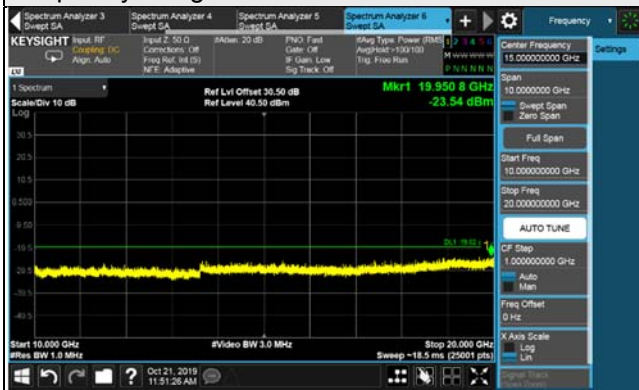 Spectrum Analyzer 3
Swept SA
Spectrum Analyzer 4
Swept SA
Spectrum Analyzer 5
Swept SA
Spectrum Analyzer 6
Swept SA
Frequency
KEYSIGHT
Input: RF
Coupling: DC
Align: Auto
Input Z: 50 Ω
Corrections: Off
Freq Ref: Int (S)
NFE: Adaptive
#Atten: 20 dB
PNO: Fast
Gate: Off
IF Gain: Low
Sig Track: Off
#Avg Type: Power (RMS)
Avg|Hold:>100/100
Trig: Free Run
1 2 3 4 5 6
M W W W W W
P N N N N N
LVI
1 Spectrum
Scale/Div 10 dB
Log
Ref Lvl Offset 30.50 dB
Ref Level 40.50 dBm
Mkr1 19.950 8 GHz
-23.54 dBm
30.5
20.5
10.5
0.500
-9.50
-19.5
-29.5
-39.5
-49.5
1
Start 10.000 GHz
#Res BW 1.0 MHz
#Video BW 3.0 MHz
Stop 20.000 GHz
Sweep ~18.5 ms (25001 pts)
Center Frequency
15.000000000 GHz
Settings
Span
10.0000000 GHz
Swept Span
Zero Span
Full Span
Start Freq
10.000000000 GHz
Stop Freq
20.000000000 GHz
AUTO TUNE
CF Step
1.000000000 GHz
Auto
Man
Freq Offset
0 Hz
X Axis Scale
Log
Lin
Signal Track
(Span Zoom)
?
Oct 21, 2019
11:51:26 AM